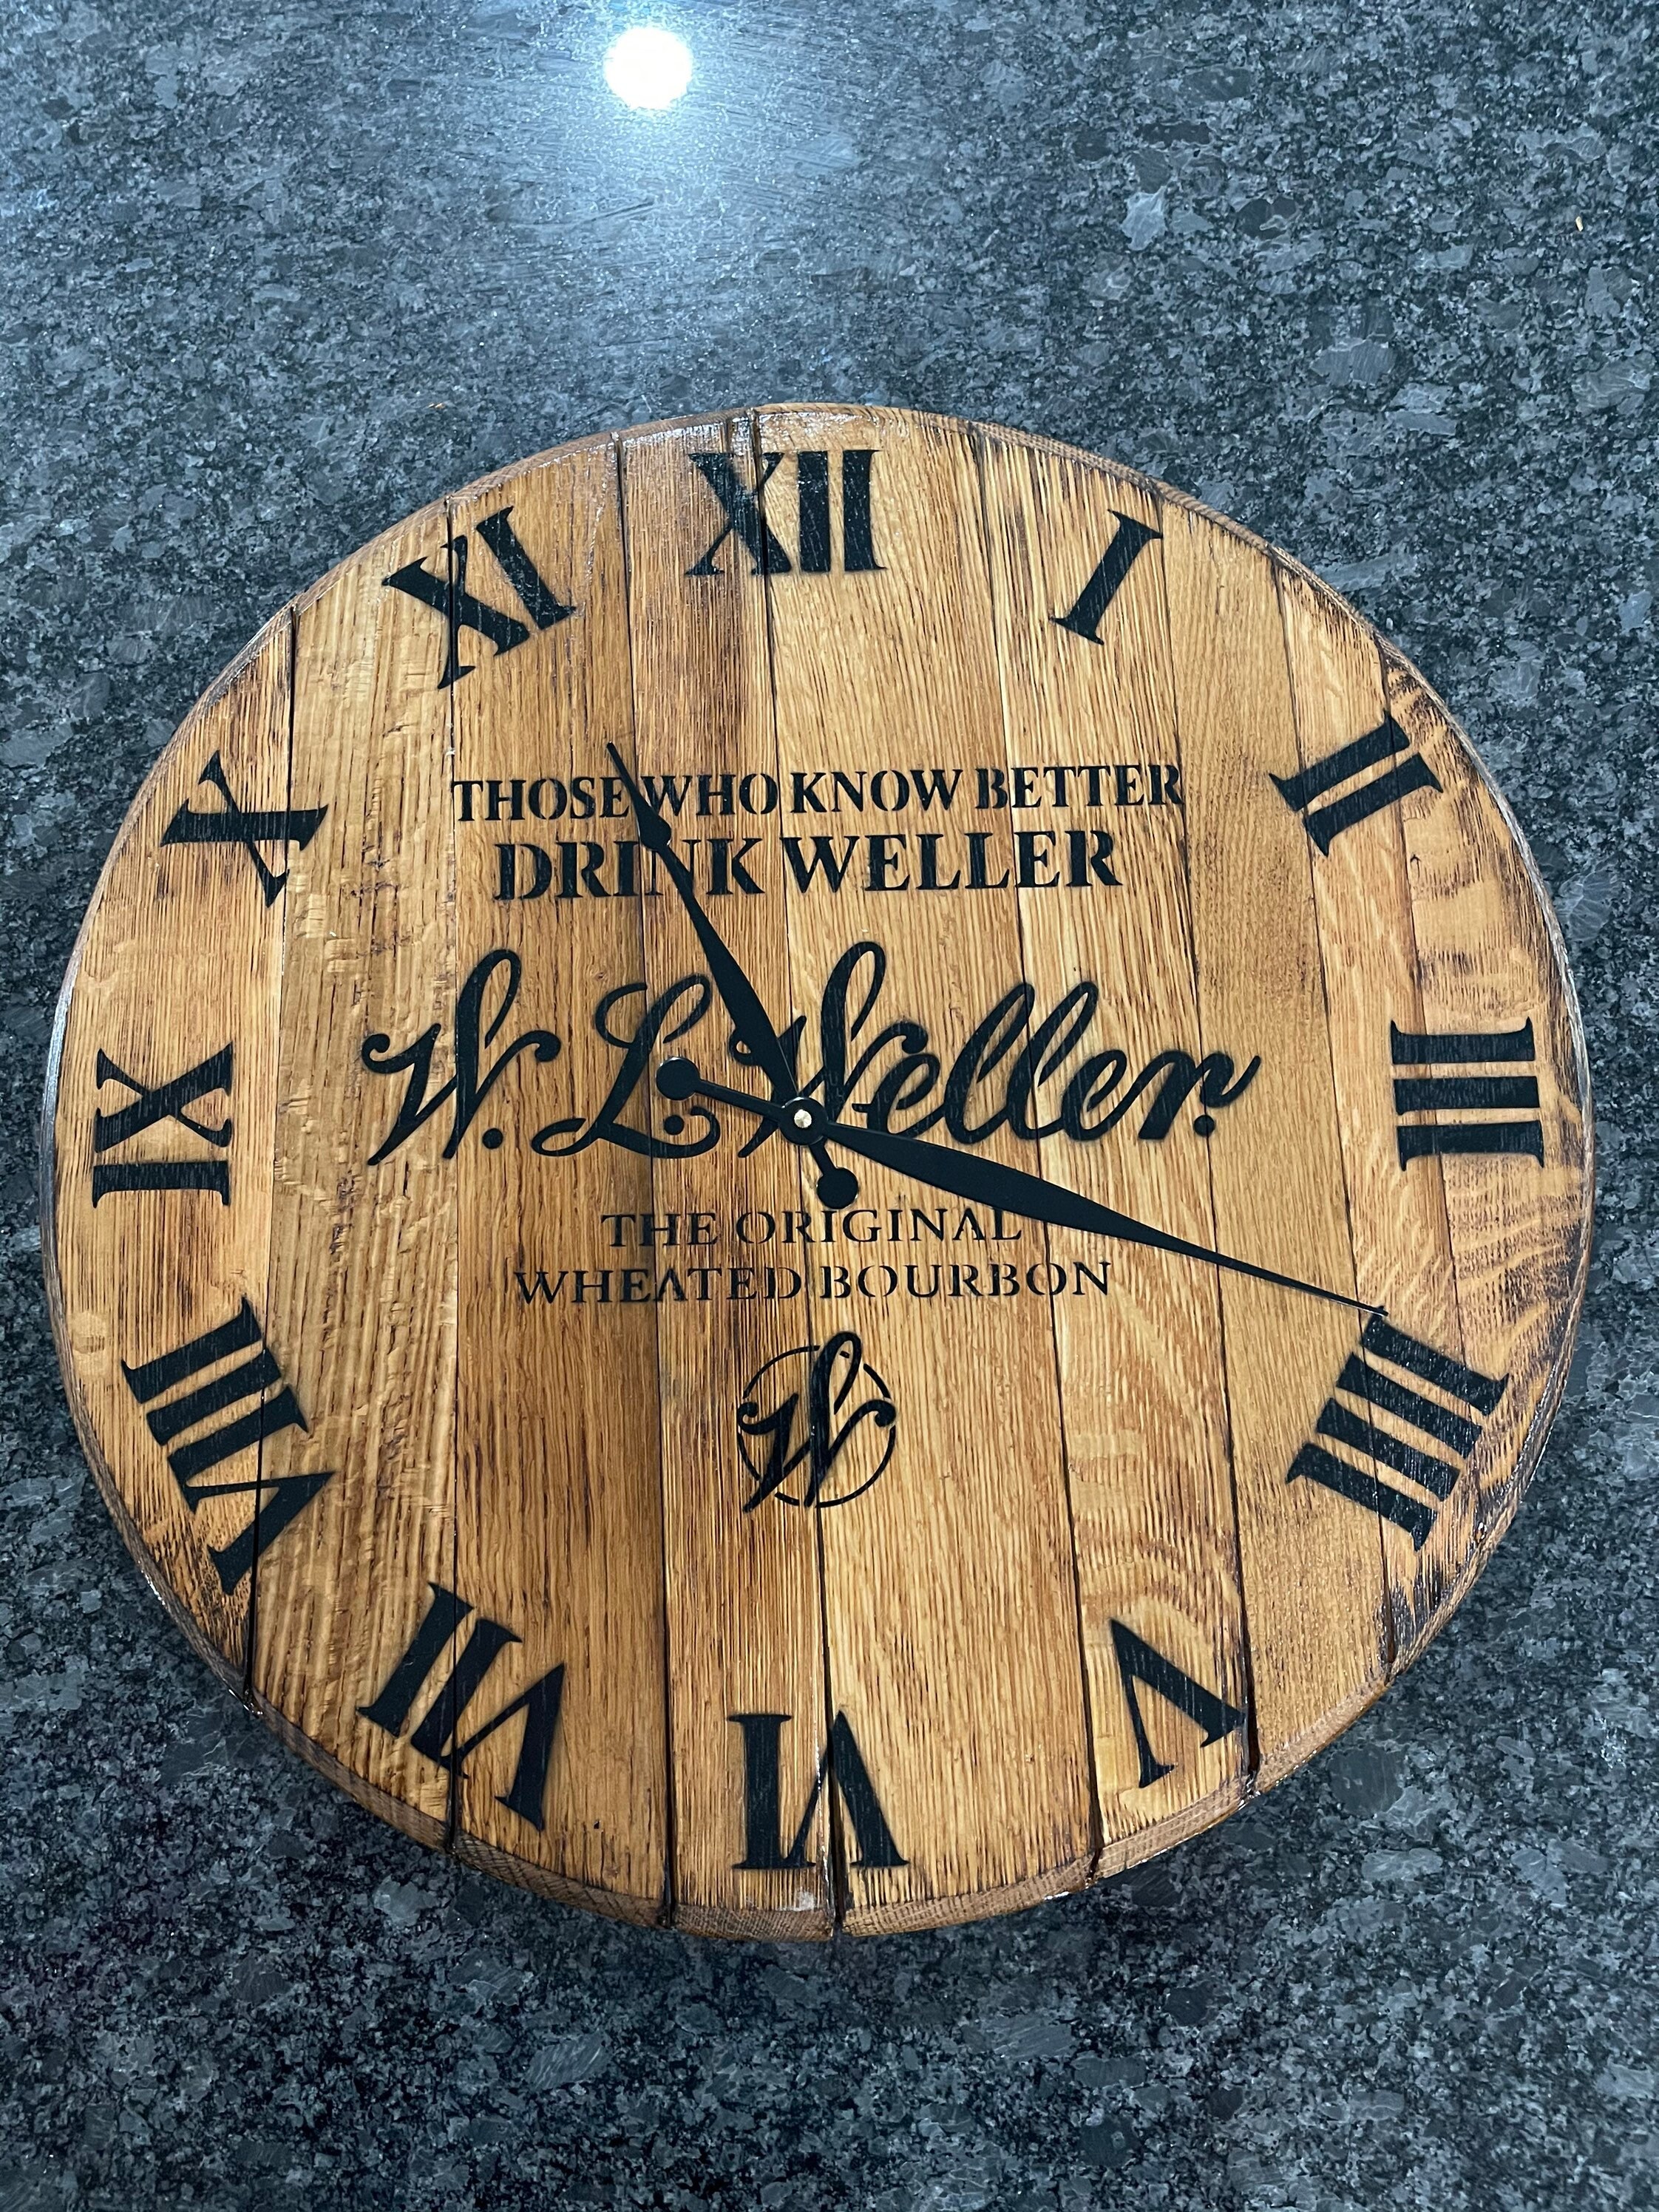 XII
XI
I
X
II
THOSE WHO KNOW BETTER
DRINK WELLER
W. L. Weller
IX
III
THE ORIGINAL
WHEATED BOURBON
VIII
IIII
W
VII
V
VI